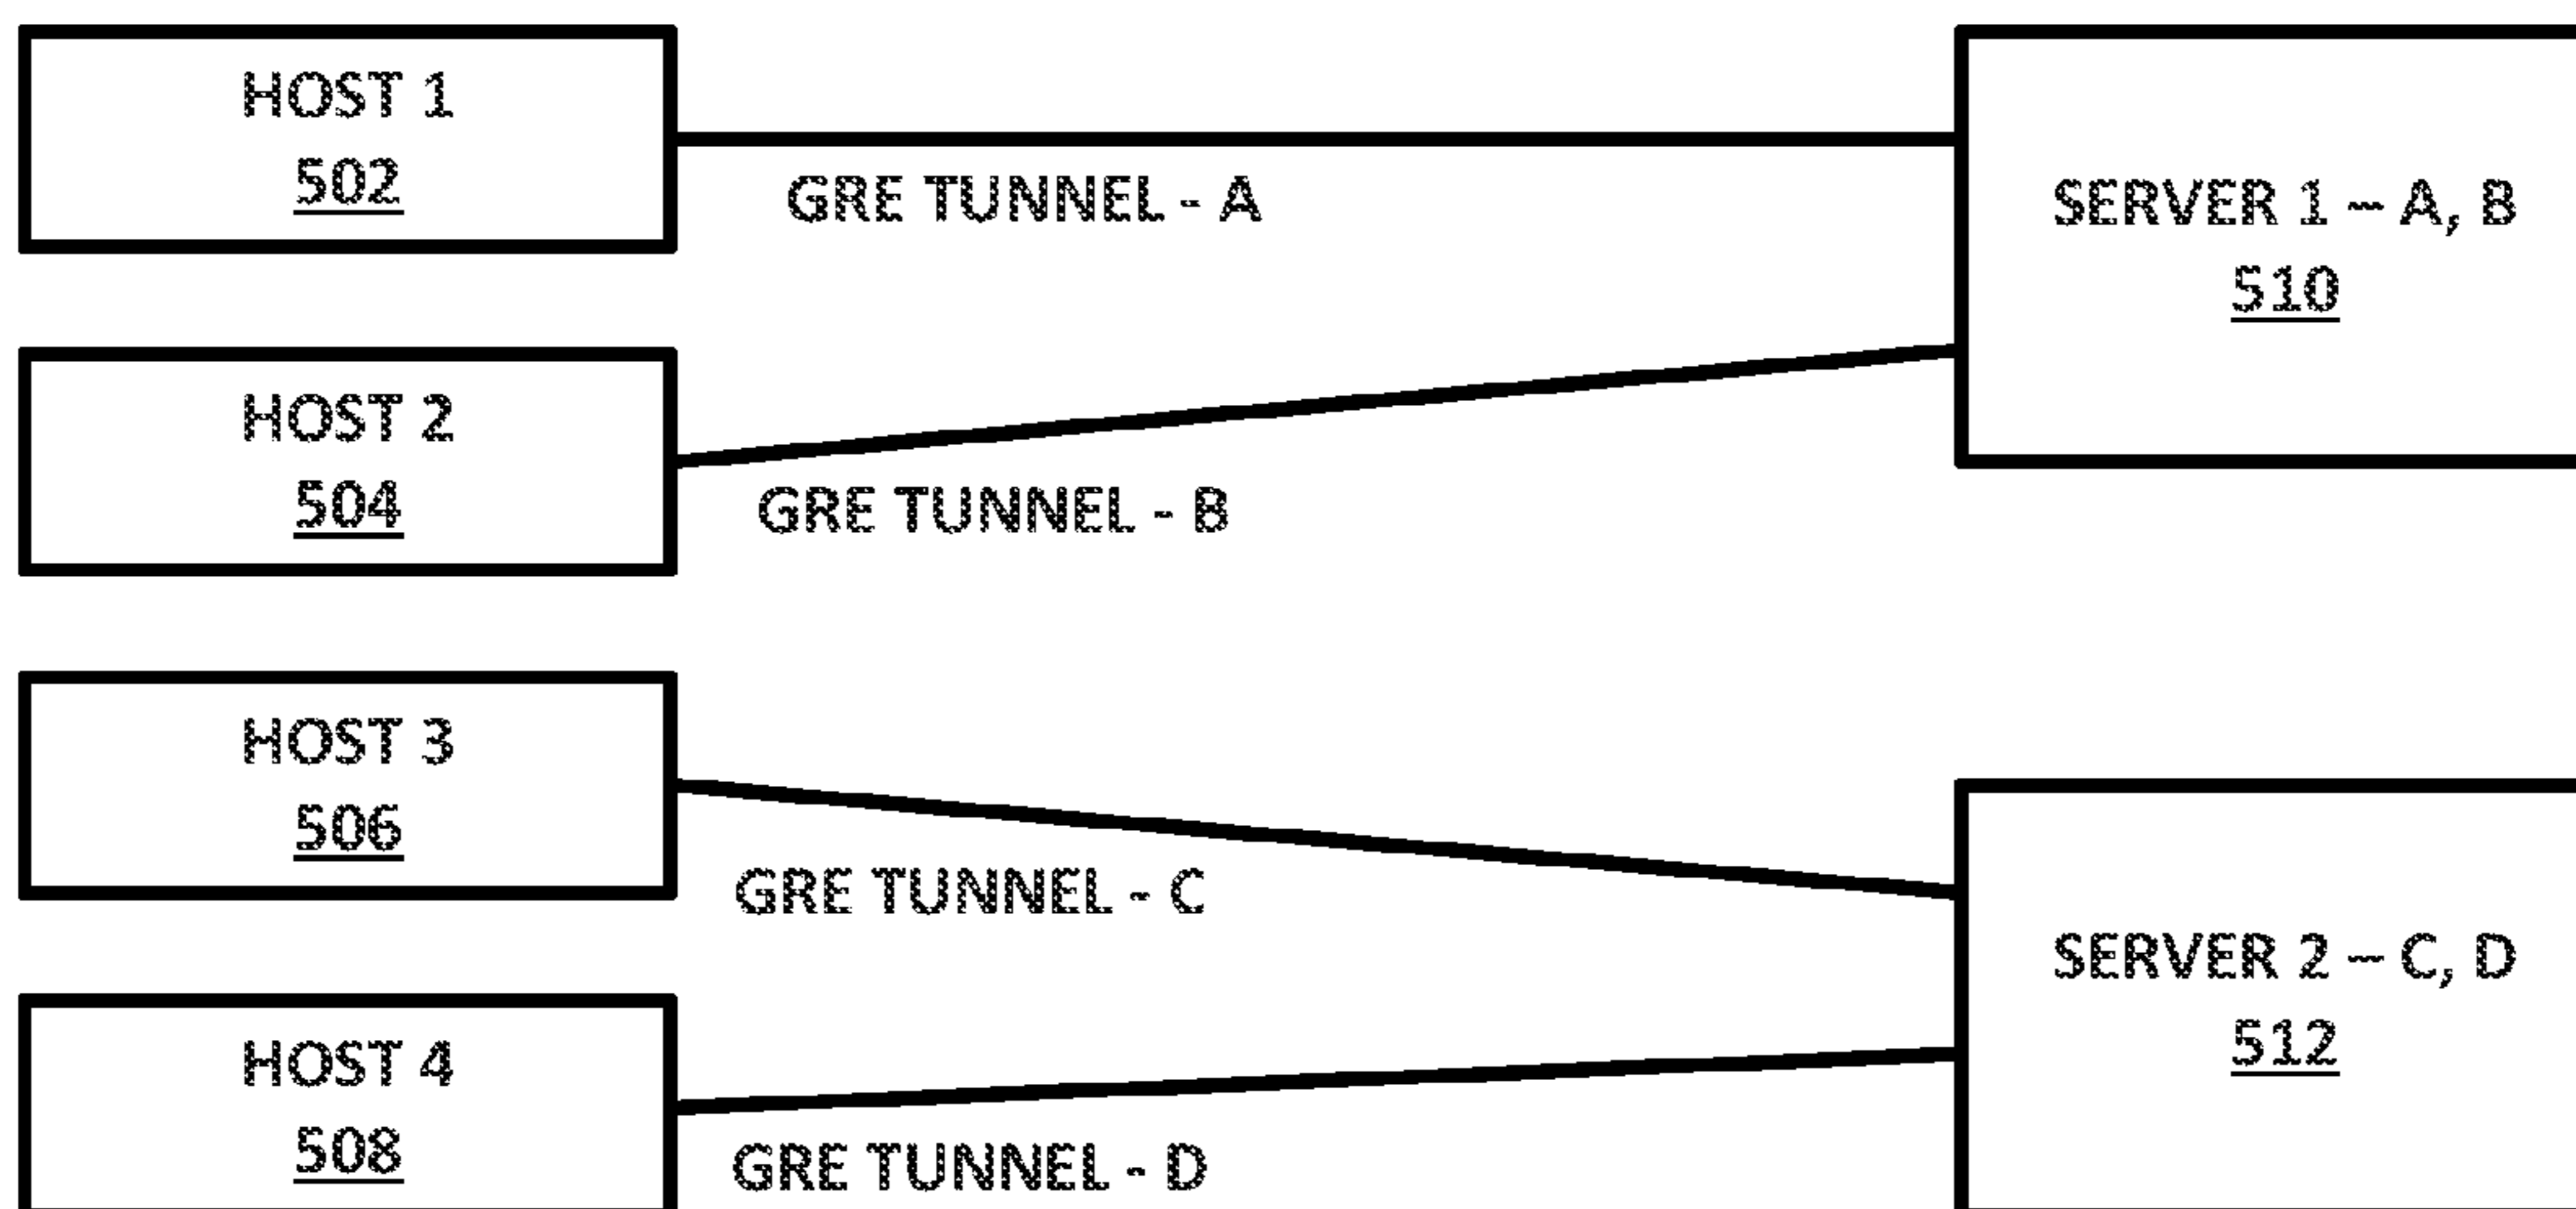 HOST 1
502
GRE TUNNEL - A
SERVER 1 – A, B
510
HOST 2
504
GRE TUNNEL - B
HOST 3
506
GRE TUNNEL - C
SERVER 2 – C, D
512
HOST 4
508
GRE TUNNEL - D